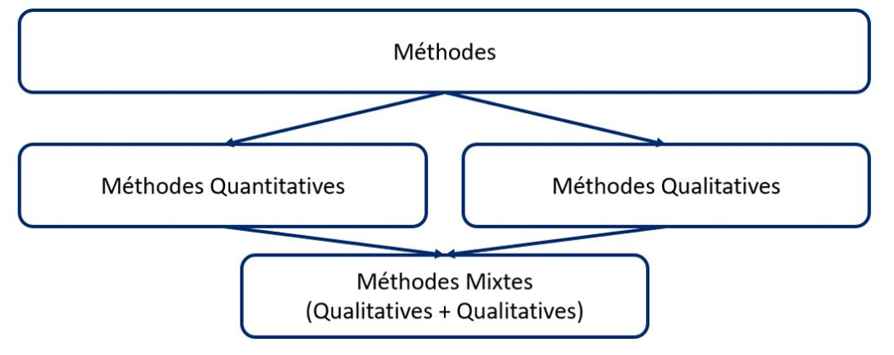 Méthodes
Méthodes Quantitatives
Méthodes Qualitatives
Méthodes Mixtes
(Qualitatives + Qualitatives)